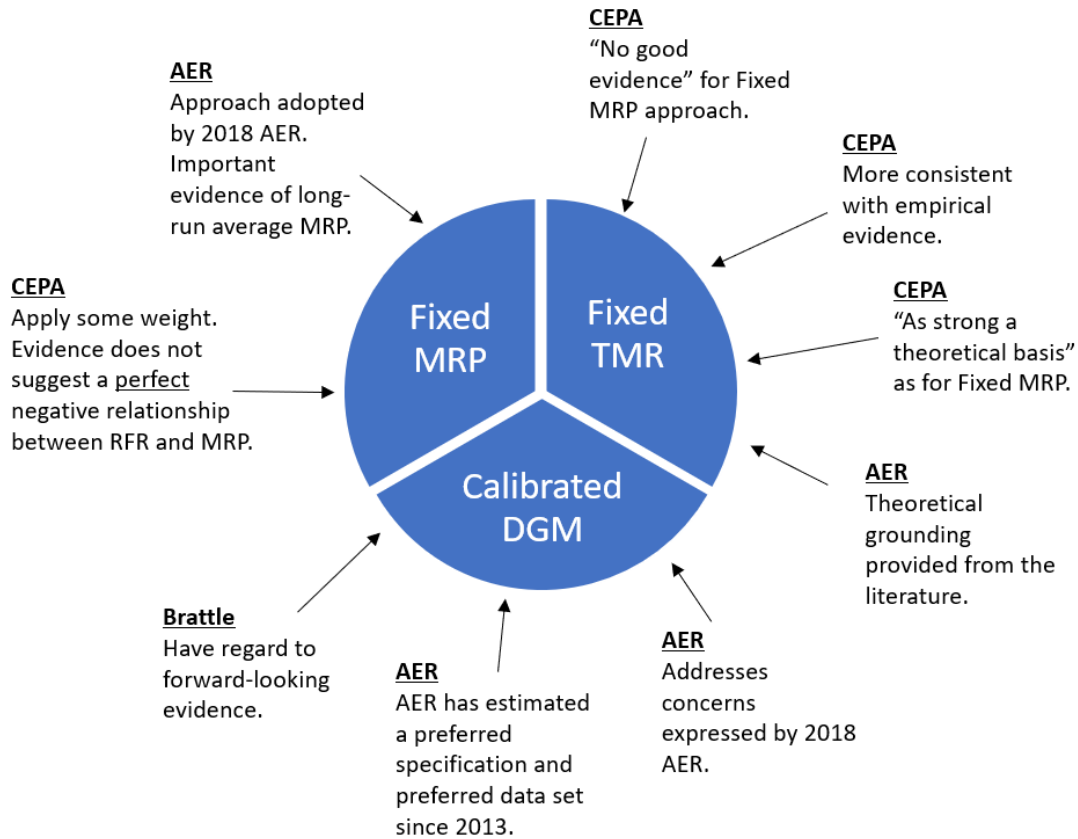 CEPA
“No good
evidence” for Fixed
MRP approach.
AER
Approach adopted
by 2018 AER.
Important
evidence of long-
run average MRP.
CEPA
More consistent
with empirical
evidence.
CEPA
Apply some weight.
Evidence does not
suggest a perfect
negative relationship
between RFR and MRP.
Fixed
MRP
Fixed
TMR
CEPA
“As strong a
theoretical basis”
as for Fixed MRP.
Calibrated
DGM
AER
Theoretical
grounding
provided from the
literature.
Brattle
Have regard to
forward-looking
evidence.
AER
AER has estimated
a preferred
specification and
preferred data set
since 2013.
AER
Addresses
concerns
expressed by 2018
AER.